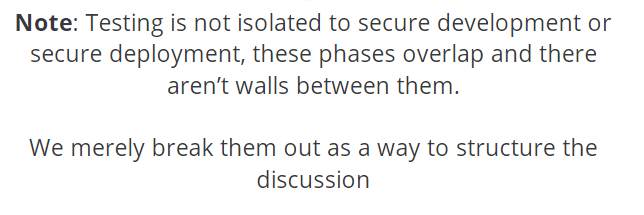 Note: Testing is not isolated to secure development or
secure deployment, these phases overlap and there
aren’t walls between them.
We merely break them out as a way to structure the
discussion